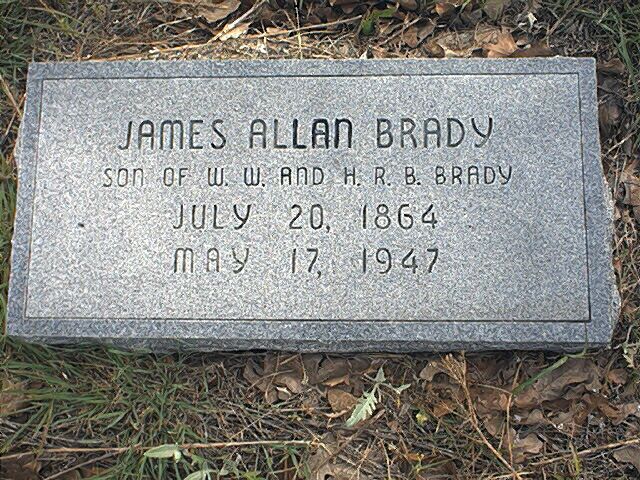 JAMES ALLAN BRADY
SON OF W. W. AND H. R. B. BRADY
JULY 20, 1864
MAY 17, 1947